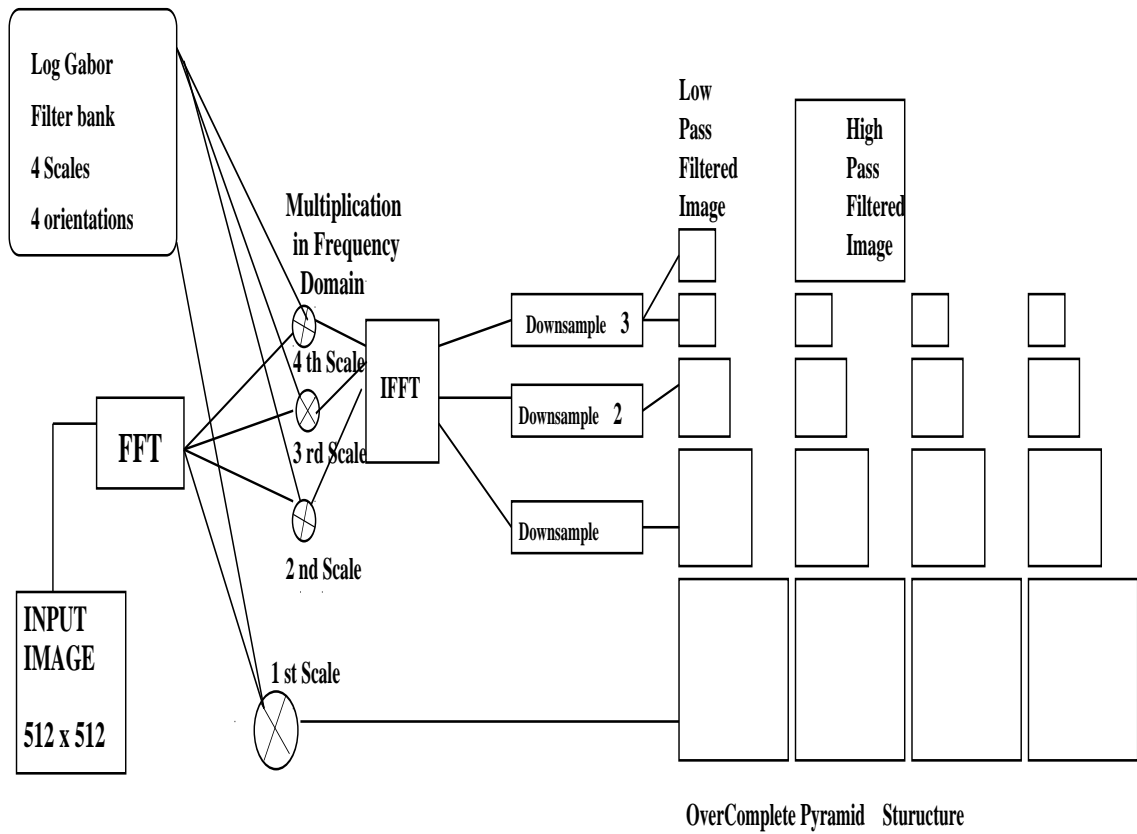 Log Gabor
Filter bank
4 Scales
4 orientations
Multiplication
in Frequency
Domain
4 th Scale
3 rd Scale
2 nd Scale
1 st Scale
FFT
INPUT
IMAGE
512 x 512
IFFT
Downsample 3
Downsample 2
Downsample
Low
Pass
Filtered
Image
High
Pass
Filtered
Image
OverComplete Pyramid Sturucture